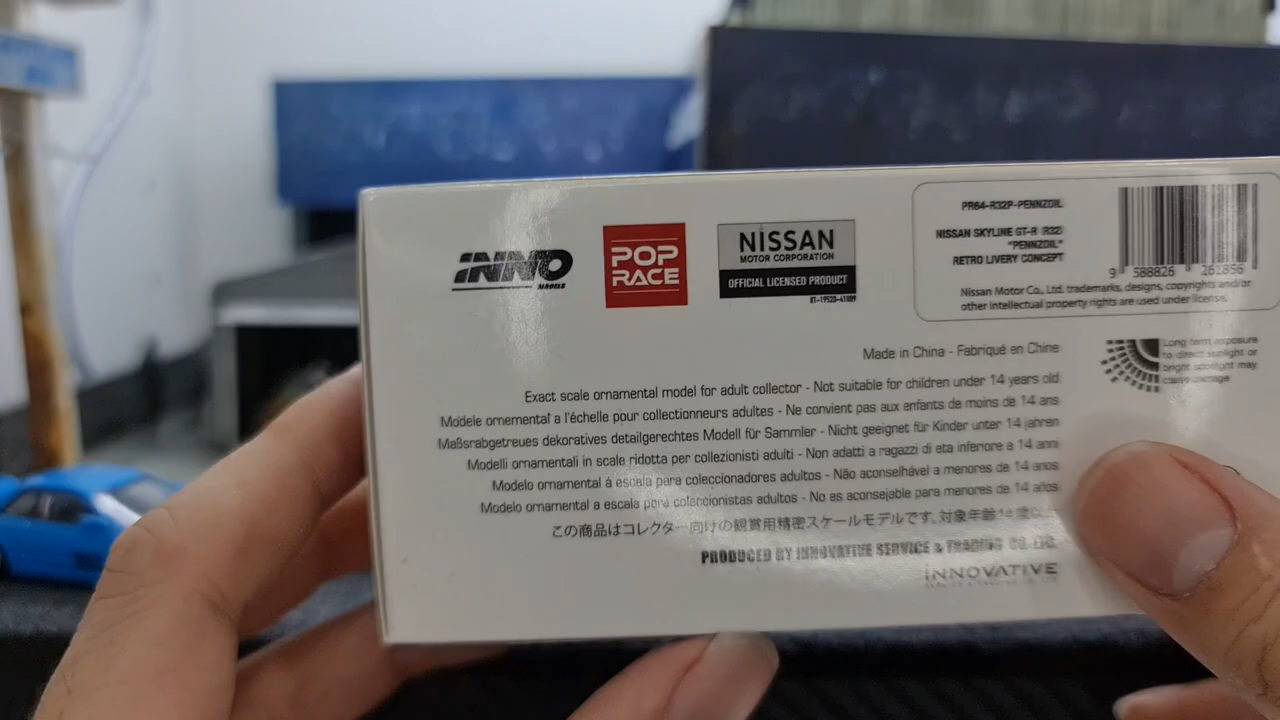 INNO
MODELS
POP
RACE
NISSAN
MOTOR CORPORATION
OFFICIAL LICENSED PRODUCT
PR64-R32P-PENNZOIL
NISSAN SKYLINE GT-R (R32)
"PENNZOIL"
RETRO LIVERY CONCEPT
9 588826 261856
Nissan Motor Co., Ltd. trademarks, designs, copyrights and/or
other intellectual property rights are used under license.
Made in China - Fabriqué en Chine
Long term exposure
to direct sunlight or
bright spotlight may
cause damage
Exact scale ornamental model for adult collector - Not suitable for children under 14 years old
Modèle ornemental a l'échelle pour collectionneurs adultes - Ne convient pas aux enfants de moins de 14 ans
Maßsrabgetreues dekoratives detailgerechtes Modell für Sammler - Nicht geeignet für Kinder unter 14 jahren
Modelli ornamentali in scale ridotta per collezionisti adulti - Non adatti a ragazzi di eta inferiore a 14 anni
Modelo ornamental á escala para coleccionadores adultos - Não aconselhável a menores de 14 anos
Modelo ornamental a escala para coleccionistas adultos - No es aconsejable para menores de 14 años
この商品はコレクター向けの観賞用精密スケールモデルです。対象年齢14歳以
PRODUCED BY INNOVATIVE SERVICE & TRADING CO. LTD.
INNOVATIVE